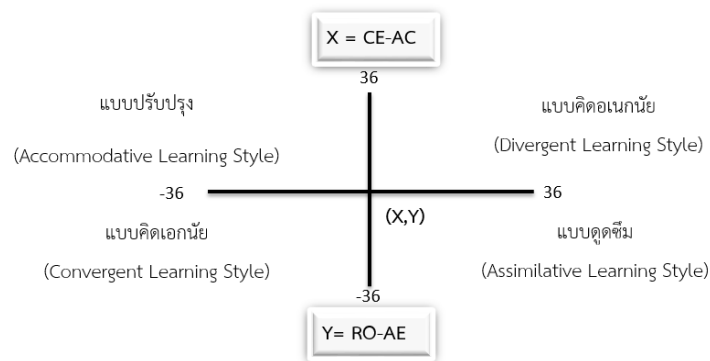 X = CE-AC
36
แบบปรับปรุง
(Accommodative Learning Style)
แบบคิดอเนกนัย
(Divergent Learning Style)
-36
36
(X,Y)
แบบคิดเอกนัย
(Convergent Learning Style)
แบบดูดซึม
(Assimilative Learning Style)
-36
Y= RO-AE